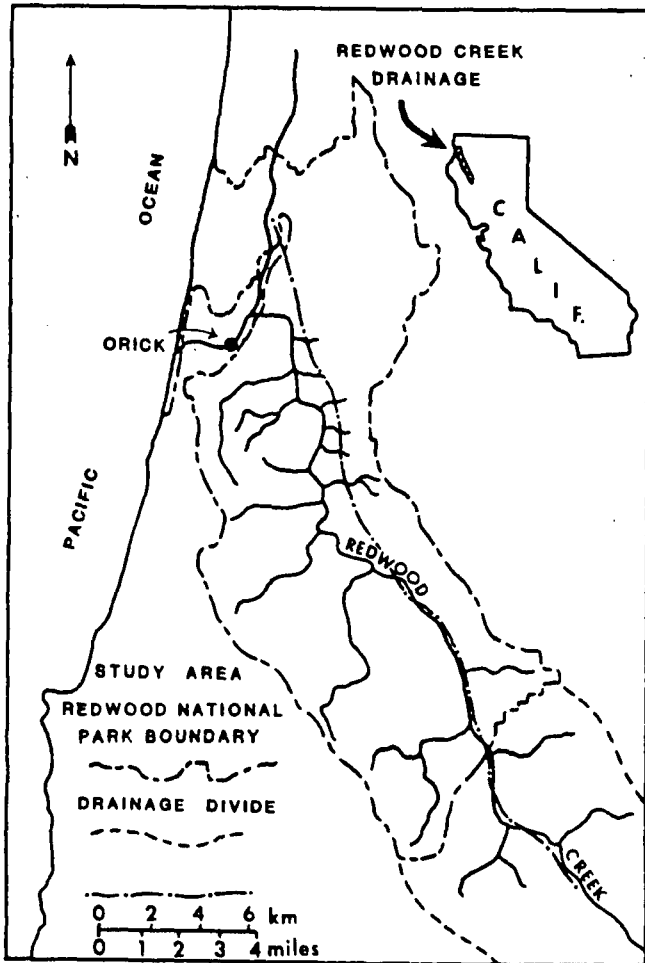 REDWOOD CREEK
DRAINAGE
N
OCEAN
C
A
L
I
F.
ORICK
PACIFIC
REDWOOD
STUDY AREA
REDWOOD NATIONAL
PARK BOUNDARY
DRAINAGE DIVIDE
CREEK
0 2 4 6 km
0 1 2 3 4 miles